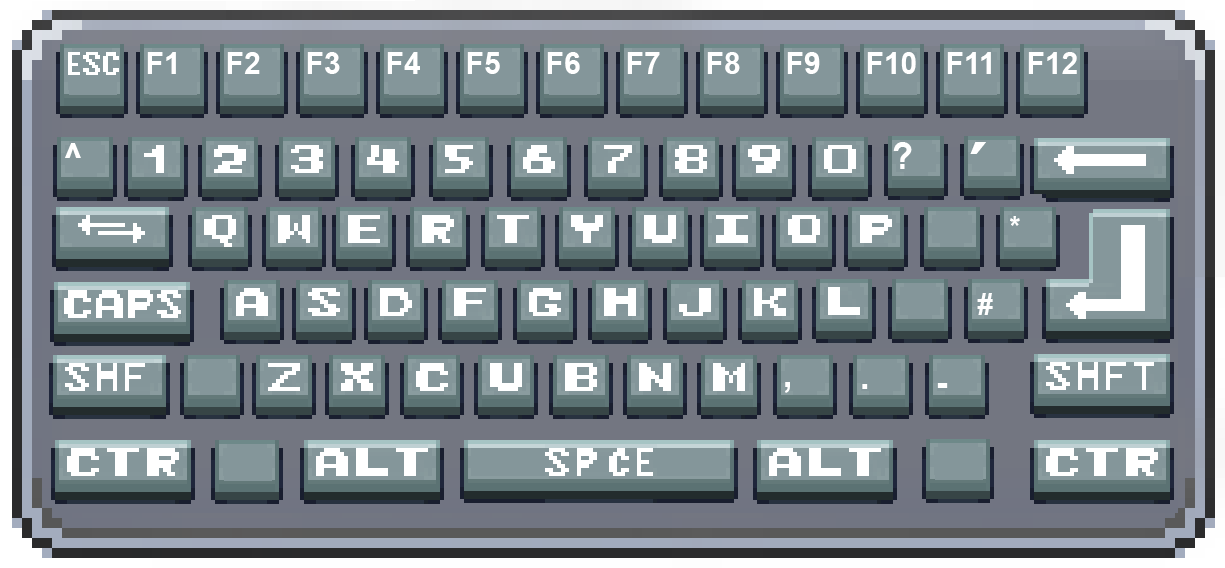 ESC F1 F2 F3 F4 F5 F6 F7 F8 F9 F10 F11 F12
^ 1 2 3 4 5 6 7 8 9 0 ? ′ ←
Q W E R T Y U I O P *
CAPS A S D F G H J K L #
SHF Z X C U B N M , . - SHFT
CTR ALT SPCE ALT CTR